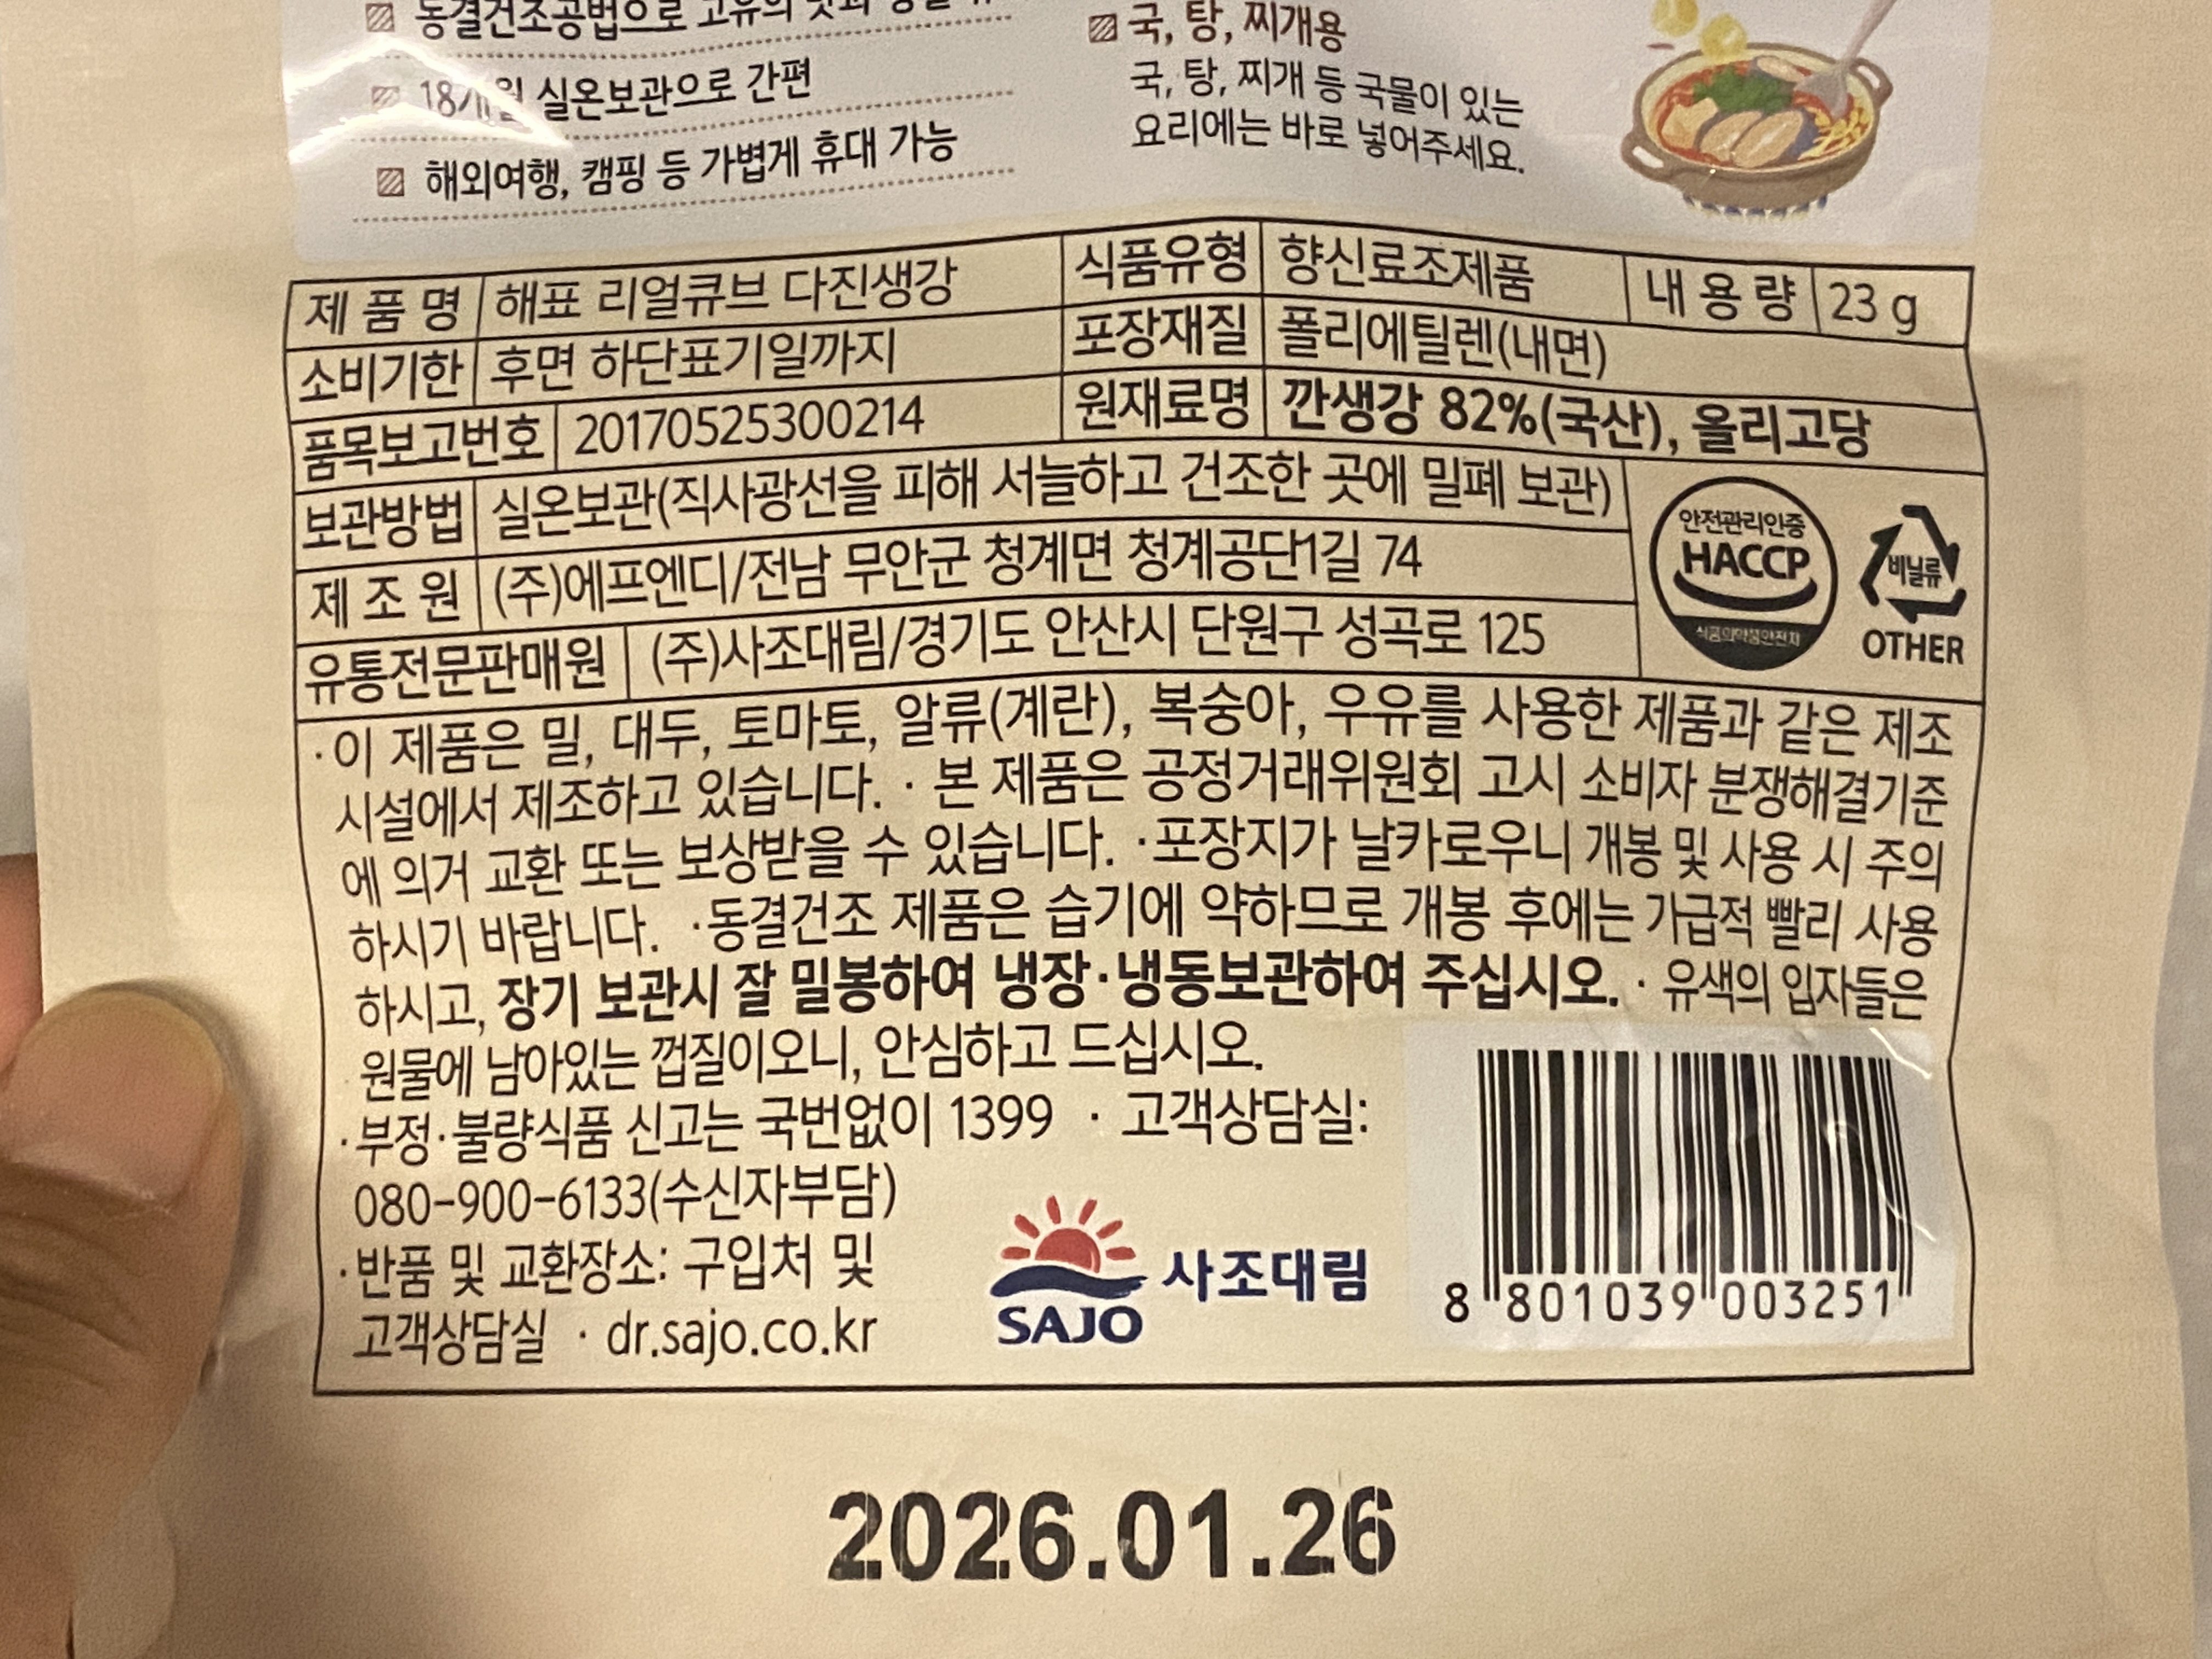 동결건조공법으로 고유의 맛과
18개월 실온보관으로 간편
해외여행, 캠핑 등 가볍게 휴대 가능
국, 탕, 찌개용
국, 탕, 찌개 등 국물이 있는
요리에는 바로 넣어주세요.
제품명 해표 리얼큐브 다진생강 식품유형 향신료조제품 내용량 23 g
소비기한 후면 하단표기일까지 포장재질 폴리에틸렌(내면)
품목보고번호 20170525300214 원재료명 깐생강 82%(국산), 올리고당
보관방법 실온보관(직사광선을 피해 서늘하고 건조한 곳에 밀폐 보관)
제조원 (주)에프엔디/전남 무안군 청계면 청계공단1길 74
유통전문판매원 (주)사조대림/경기도 안산시 단원구 성곡로 125
안전관리인증
HACCP
식품의약품안전처
비닐류
OTHER
·이 제품은 밀, 대두, 토마토, 알류(계란), 복숭아, 우유를 사용한 제품과 같은 제조
시설에서 제조하고 있습니다. · 본 제품은 공정거래위원회 고시 소비자 분쟁해결기준
에 의거 교환 또는 보상받을 수 있습니다. ·포장지가 날카로우니 개봉 및 사용 시 주의
하시기 바랍니다. ·동결건조 제품은 습기에 약하므로 개봉 후에는 가급적 빨리 사용
하시고, 장기 보관시 잘 밀봉하여 냉장·냉동보관하여 주십시오. · 유색의 입자들은
원물에 남아있는 껍질이오니, 안심하고 드십시오.
·부정·불량식품 신고는 국번없이 1399 · 고객상담실:
080-900-6133(수신자부담)
·반품 및 교환장소: 구입처 및
고객상담실 · dr.sajo.co.kr
SAJO 사조대림
8 801039 003251
2026.01.26